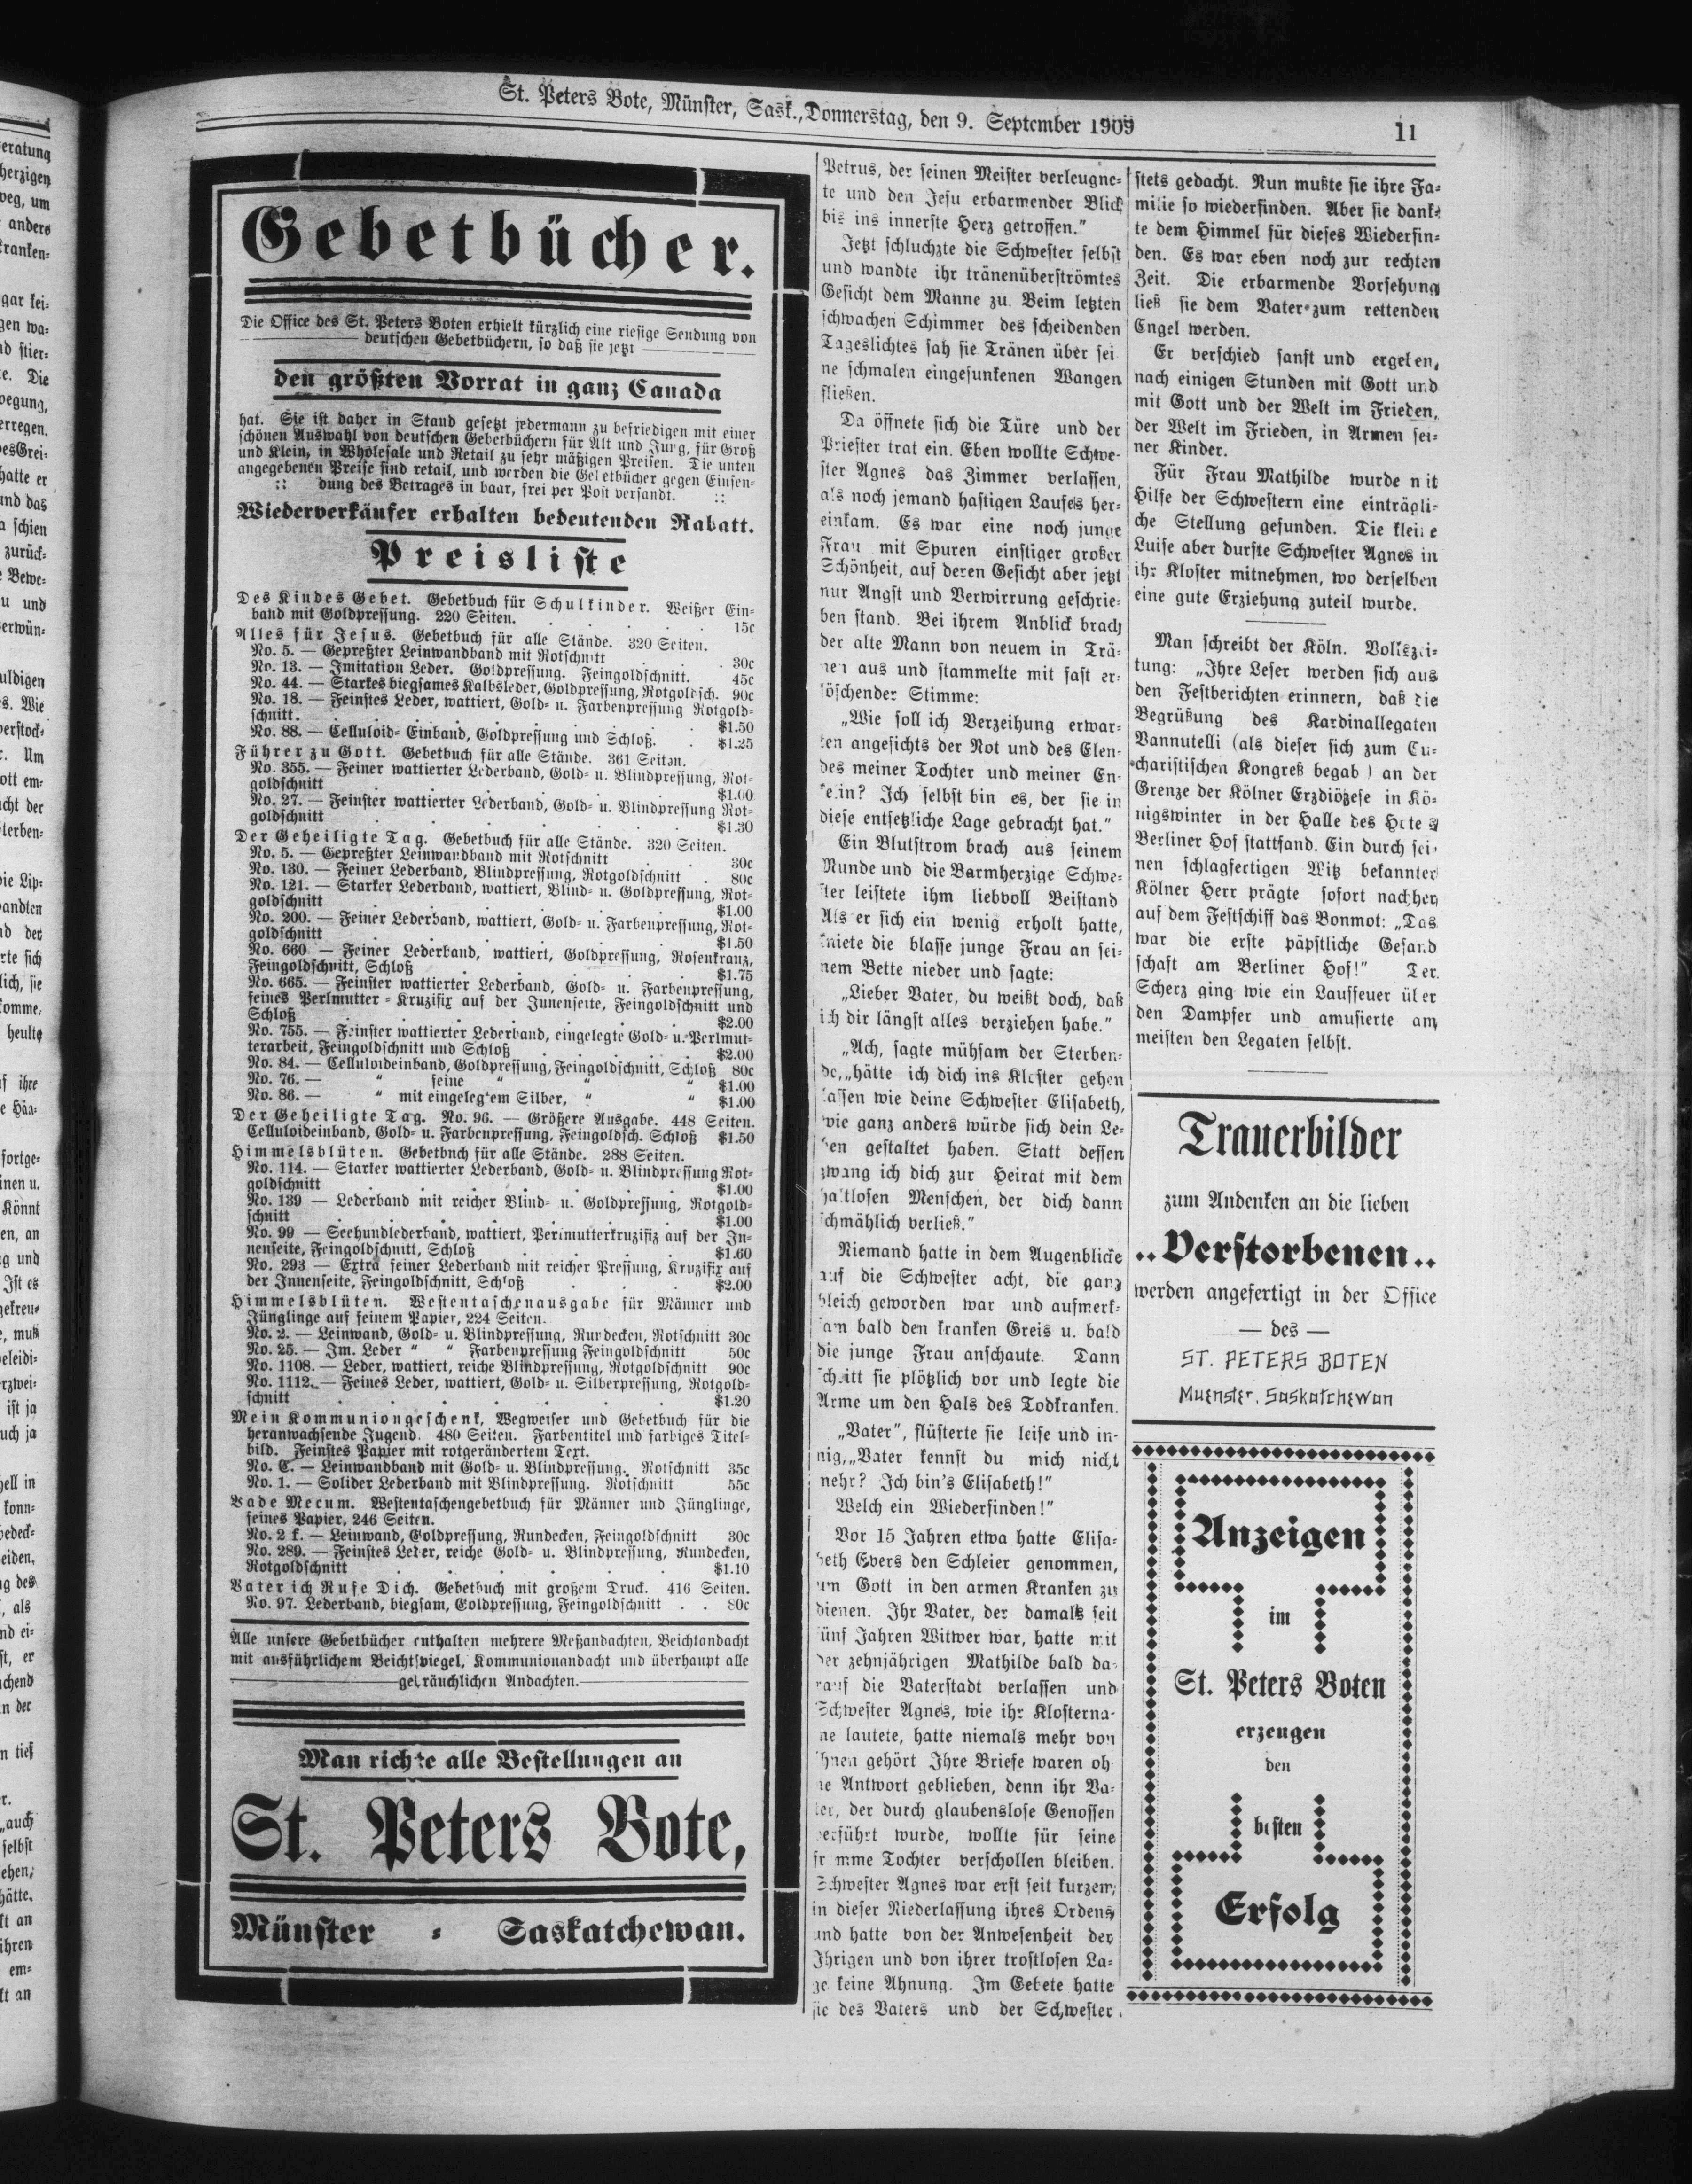 St. Peters Bote, Münster, Sask., Donnerstag, den 9. September 1909
11
Gebetbücher.
Die Office des St. Peters Boten erhielt kürzlich eine riesige Sendung von
deutschen Gebetbüchern, so daß sie jetzt
den größten Vorrat in ganz Canada
hat. Sie ist daher in Stand gesetzt jedermann zu befriedigen mit einer
schönen Auswahl von deutschen Gebetbüchern für Alt und Jung, für Groß
und Klein, in Wholesale und Retail zu sehr mäßigen Preisen. Die unten
angegebenen Preise sind retail, und werden die Gebetbücher gegen Einsen-
:: dung des Betrages in baar, frei per Post versandt. ::
Wiederverkäufer erhalten bedeutenden Rabatt.
Preisliste
Des Kindes Gebet. Gebetbuch für Schulkinder. Weißer Ein-
band mit Goldpressung. 220 Seiten. 15c
Alles für Jesus. Gebetbuch für alle Stände. 320 Seiten.
No. 5. — Gepreßter Leinwandband mit Rotschnitt 30c
No. 13. — Imitation Leder. Goldpressung. Feingoldschnitt. 45c
No. 44. — Starkes biegsames Kalbsleder, Goldpressung, Rotgoldsch. 90c
No. 18. — Feinstes Leder, wattiert, Gold- u. Farbenpressung Rotgold-
schnitt. $1.50
No. 88. — Celluloid- Einband, Goldpressung und Schloß. $1.25
Führer zu Gott. Gebetbuch für alle Stände. 361 Seiten.
No. 355. — Feiner wattierter Lederband, Gold- u. Blindpressung, Rot-
goldschnitt $1.00
No. 27. — Feinster wattierter Lederband, Gold- u. Blindpressung Rot-
goldschnitt $1.30
Der Geheiligte Tag. Gebetbuch für alle Stände. 320 Seiten.
No. 5. — Gepreßter Leinwandband mit Rotschnitt 30c
No. 130. — Feiner Lederband, Blindpressung, Rotgoldschnitt 80c
No. 121. — Starker Lederband, wattiert, Blind- u. Goldpressung, Rot-
goldschnitt $1.00
No. 200. — Feiner Lederband, wattiert, Gold- u. Farbenpressung, Rot-
goldschnitt $1.50
No. 660. — Feiner Lederband, wattiert, Goldpressung, Rosenkranz,
Feingoldschnitt, Schloß $1.75
No. 665. — Feinster wattierter Lederband, Gold- u. Farbenpressung,
feines Perlmutter - Kruzifix auf der Innenseite, Feingoldschnitt und
Schloß $2.00
No. 755. — Feinster wattierter Lederband, eingelegte Gold- u. Perlmut-
terarbeit, Feingoldschnitt und Schloß $2.00
No. 84. — Celluloideinband, Goldpressung, Feingoldschnitt, Schloß 80c
No. 76. — " feine " " " $1.00
No. 86. — " mit eingelegtem Silber, " " $1.00
Der Geheiligte Tag. No. 96. — Größere Ausgabe. 448 Seiten.
Celluloideinband, Gold- u. Farbenpressung, Feingoldsch. Schloß $1.50
Himmelsblüten. Gebetbuch für alle Stände. 288 Seiten.
No. 114. — Starker wattierter Lederband, Gold- u. Blindpressung Rot-
goldschnitt $1.00
No. 139 — Lederband mit reicher Blind- u. Goldpressung, Rotgold-
schnitt $1.00
No. 99 — Seehundlederband, wattiert, Perlmutterkruzifix auf der In-
nenseite, Feingoldschnitt, Schloß $1.60
No. 293 — Extra feiner Lederband mit reicher Pressung, Kruzifix auf
der Innenseite, Feingoldschnitt, Schloß $2.00
Himmelsblüten. Westentaschenausgabe für Männer und
Jünglinge auf feinem Papier, 224 Seiten.
No. 2. — Leinwand, Gold- u. Blindpressung, Rundecken, Rotschnitt 30c
No. 25. — Im. Leder " " Farbenpressung Feingoldschnitt 50c
No. 1108. — Leder, wattiert, reiche Blindpressung, Rotgoldschnitt 90c
No. 1112. — Feines Leder, wattiert, Gold- u. Silberpressung, Rotgold-
schnitt $1.20
Mein Kommuniongeschenk, Wegweiser und Gebetbuch für die
heranwachsende Jugend. 480 Seiten. Farbentitel und farbiges Titel-
bild. Feinstes Papier mit rotgerändertem Text.
No. C. — Leinwandband mit Gold- u. Blindpressung. Rotschnitt 35c
No. 1. — Solider Lederband mit Blindpressung. Rotschnitt 55c
Vade Mecum. Westentaschengebetbuch für Männer und Jünglinge,
feines Papier, 246 Seiten.
No. 2 f. — Leinwand, Goldpressung, Rundecken, Feingoldschnitt 30c
No. 289. — Feinstes Leder, reiche Gold- u. Blindpressung, Rundecken,
Rotgoldschnitt $1.10
Vater ich Rufe Dich. Gebetbuch mit großem Druck. 416 Seiten.
No. 97. Lederband, biegsam, Goldpressung, Feingoldschnitt . . 80c
Alle unsere Gebetbücher enthalten mehrere Meßandachten, Beichtandacht
mit ausführlichem Beichtspiegel, Kommunionandacht und überhaupt alle
gebräuchlichen Andachten.
Man richte alle Bestellungen an
St. Peters Bote,
Münster - Saskatchewan.
Petrus, der seinen Meister verleugne-
te und den Jesu erbarmender Blick
bis ins innerste Herz getroffen."
Jetzt schluchzte die Schwester selbst
und wandte ihr tränenüberströmtes
Gesicht dem Manne zu. Beim letzten
schwachen Schimmer des scheidenden
Tageslichtes sah sie Tränen über sei
ne schmalen eingesunkenen Wangen
fließen.
Da öffnete sich die Türe und der
Priester trat ein. Eben wollte Schwe-
ster Agnes das Zimmer verlassen,
als noch jemand hastigen Laufes her-
einkam. Es war eine noch junge
Frau mit Spuren einstiger großer
Schönheit, auf deren Gesicht aber jetzt
nur Angst und Verwirrung geschrie-
ben stand. Bei ihrem Anblick brach
der alte Mann von neuem in Trä-
nen aus und stammelte mit fast er-
löschender Stimme:
„Wie soll ich Verzeihung erwar-
ten angesichts der Not und des Elen-
des meiner Tochter und meiner En-
kelin? Ich selbst bin es, der sie in
diese entsetzliche Lage gebracht hat."
Ein Blutstrom brach aus seinem
Munde und die Barmherzige Schwe-
ster leistete ihm liebvoll Beistand
Als er sich ein wenig erholt hatte,
kniete die blasse junge Frau an sei-
nem Bette nieder und sagte:
„Lieber Vater, du weißt doch, daß
ich dir längst alles verziehen habe."
„Ach, sagte mühsam der Sterben-
de, „hätte ich dich ins Kloster gehen
lassen wie deine Schwester Elisabeth,
wie ganz anders würde sich dein Le-
ben gestaltet haben. Statt dessen
zwang ich dich zur Heirat mit dem
haltlosen Menschen, der dich dann
schmählich verließ."
Niemand hatte in dem Augenblicke
auf die Schwester acht, die ganz
bleich geworden war und aufmerk-
sam bald den kranken Greis u. bald
die junge Frau anschaute. Dann
schritt sie plötzlich vor und legte die
Arme um den Hals des Todkranken.
„Vater", flüsterte sie leise und in-
nig, „Vater kennst du mich nicht
mehr? Ich bin's Elisabeth!"
Welch ein Wiederfinden!"
Vor 15 Jahren etwa hatte Elisa-
beth Evers den Schleier genommen,
um Gott in den armen Kranken zu
dienen. Ihr Vater, der damals seit
fünf Jahren Witwer war, hatte mit
der zehnjährigen Mathilde bald da-
rauf die Vaterstadt verlassen und
Schwester Agnes, wie ihr Klosterna-
me lautete, hatte niemals mehr von
ihnen gehört Ihre Briefe waren oh
ne Antwort geblieben, denn ihr Va-
ter, der durch glaubenslose Genossen
verführt wurde, wollte für seine
fromme Tochter verschollen bleiben.
Schwester Agnes war erst seit kurzem,
in dieser Niederlassung ihres Ordens,
und hatte von der Anwesenheit der
Ihrigen und von ihrer trostlosen La-
ge keine Ahnung. Im Gebete hatte
sie des Vaters und der Schwester
stets gedacht. Nun mußte sie ihre Fa-
milie so wiederfinden. Aber sie dank-
te dem Himmel für dieses Wiederfin-
den. Es war eben noch zur rechten
Zeit. Die erbarmende Vorsehung
ließ sie dem Vater zum rettenden
Engel werden.
Er verschied sanft und ergeben,
nach einigen Stunden mit Gott und
mit Gott und der Welt im Frieden,
der Welt im Frieden, in Armen sei-
ner Kinder.
Für Frau Mathilde wurde mit
Hilfe der Schwestern eine einträgli-
che Stellung gefunden. Die kleine
Luise aber durfte Schwester Agnes in
ihr Kloster mitnehmen, wo derselben
eine gute Erziehung zuteil wurde.
Man schreibt der Köln. Volkszei-
tung: „Ihre Leser werden sich aus
den Festberichten erinnern, daß die
Begrüßung des Kardinallegaten
Vannutelli (als dieser sich zum Eu-
charistischen Kongreß begab) an der
Grenze der Kölner Erzdiözese in Kö-
nigswinter in der Halle des Hotels
Berliner Hof stattfand. Ein durch sei-
nen schlagfertigen Witz bekannter
Kölner Herr prägte sofort nachher
auf dem Festschiff das Bonmot: „Das
war die erste päpstliche Gesand
schaft am Berliner Hof!" Der
Scherz ging wie ein Lauffeuer über
den Dampfer und amusierte am
meisten den Legaten selbst.
Trauerbilder
zum Andenken an die lieben
..Verstorbenen..
werden angefertigt in der Office
— des —
ST. PETERS BOTEN
Muenster, Saskatchewan
Anzeigen
im
St. Peters Boten
erzeugen
den
besten
Erfolg